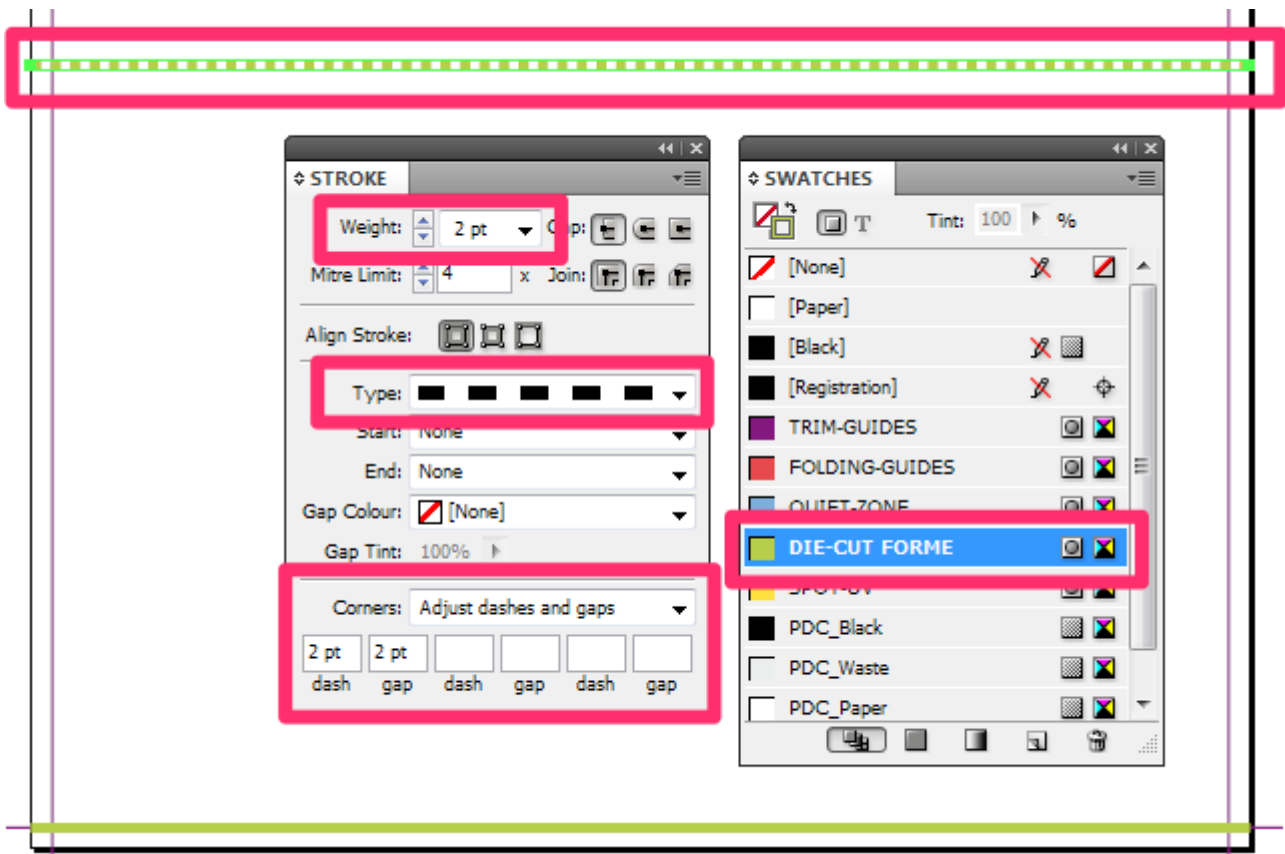 STROKE
Weight: 2 pt Cap:
Mitre Limit: 4 x Join:
Align Stroke:
Type:
Start: None
End: None
Gap Colour: [None]
Gap Tint: 100%
Corners: Adjust dashes and gaps
2 pt 2 pt
dash gap dash gap dash gap
SWATCHES
T Tint: 100 %
[None]
[Paper]
[Black]
[Registration]
TRIM-GUIDES
FOLDING-GUIDES
QUIET-ZONE
DIE-CUT FORME
SPOT-UV
PDC_Black
PDC_Waste
PDC_Paper